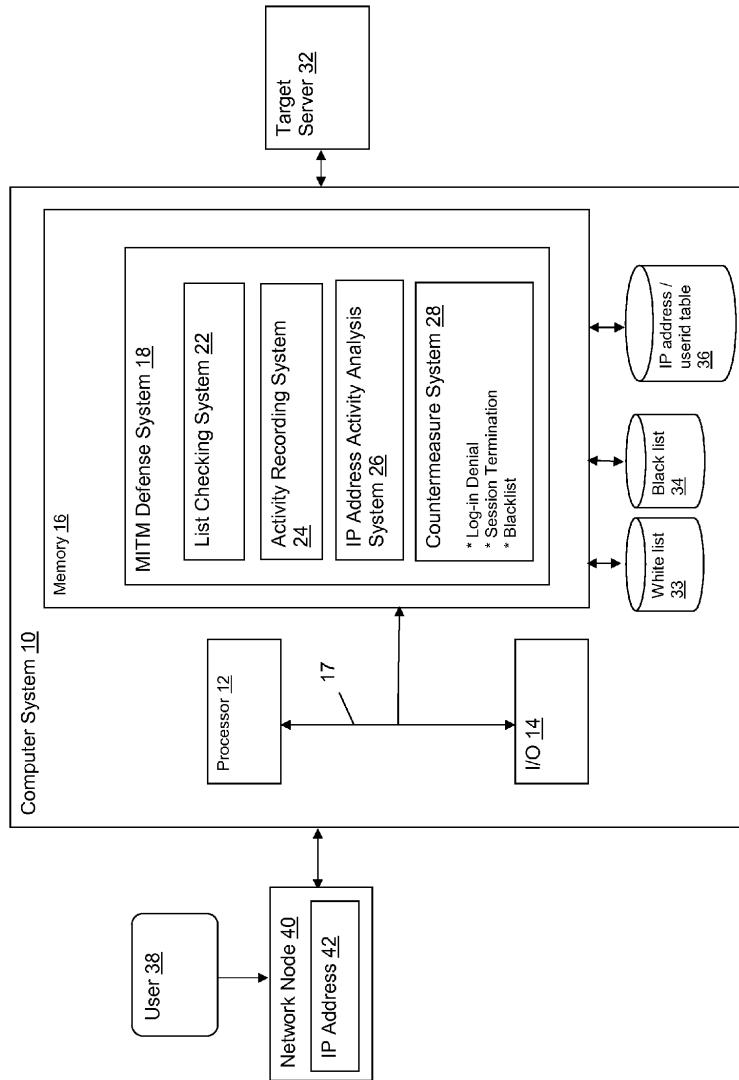 Computer System 10
Memory 16
MITM Defense System 18
List Checking System 22
Activity Recording System
24
IP Address Activity Analysis
System 26
Countermeasure System 28
* Log-in Denial
* Session Termination
* Blacklist
Processor 12
17
I/O 14
User 38
Network Node 40
IP Address 42
Target
Server 32
White list
33
Black list
34
IP address /
userid table
36